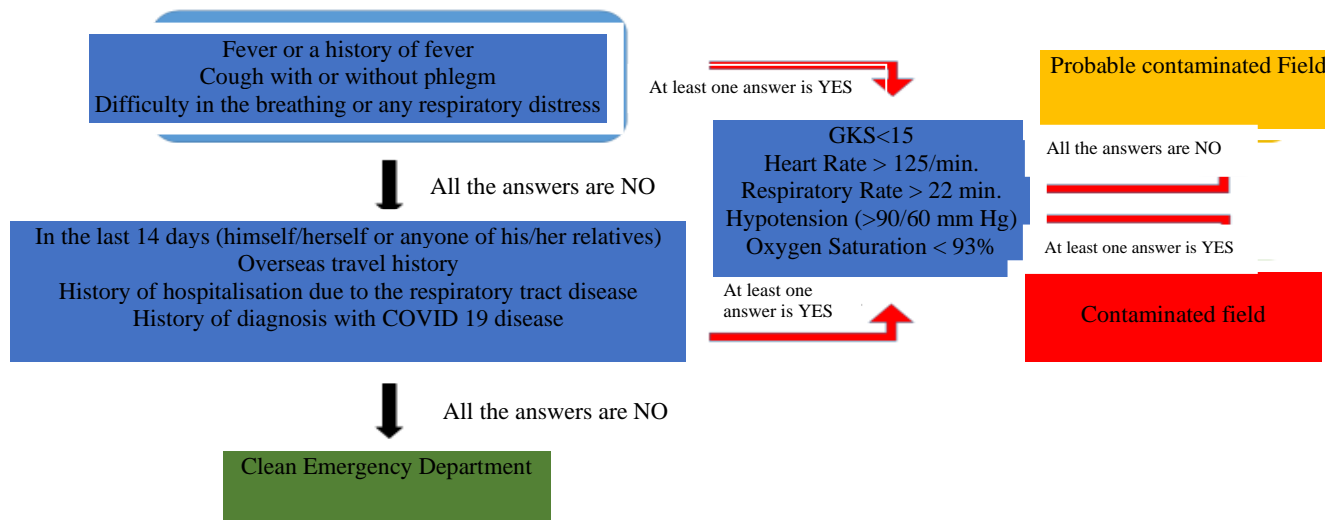 Fever or a history of fever
Cough with or without phlegm
Difficulty in the breathing or any respiratory distress
At least one answer is YES
Probable contaminated Field
GKS<15
Heart Rate > 125/min.
Respiratory Rate > 22 min.
Hypotension (>90/60 mm Hg)
Oxygen Saturation < 93%
All the answers are NO
At least one answer is YES
All the answers are NO
In the last 14 days (himself/herself or anyone of his/her relatives)
Overseas travel history
History of hospitalisation due to the respiratory tract disease
History of diagnosis with COVID 19 disease
At least one
answer is YES
Contaminated field
All the answers are NO
Clean Emergency Department